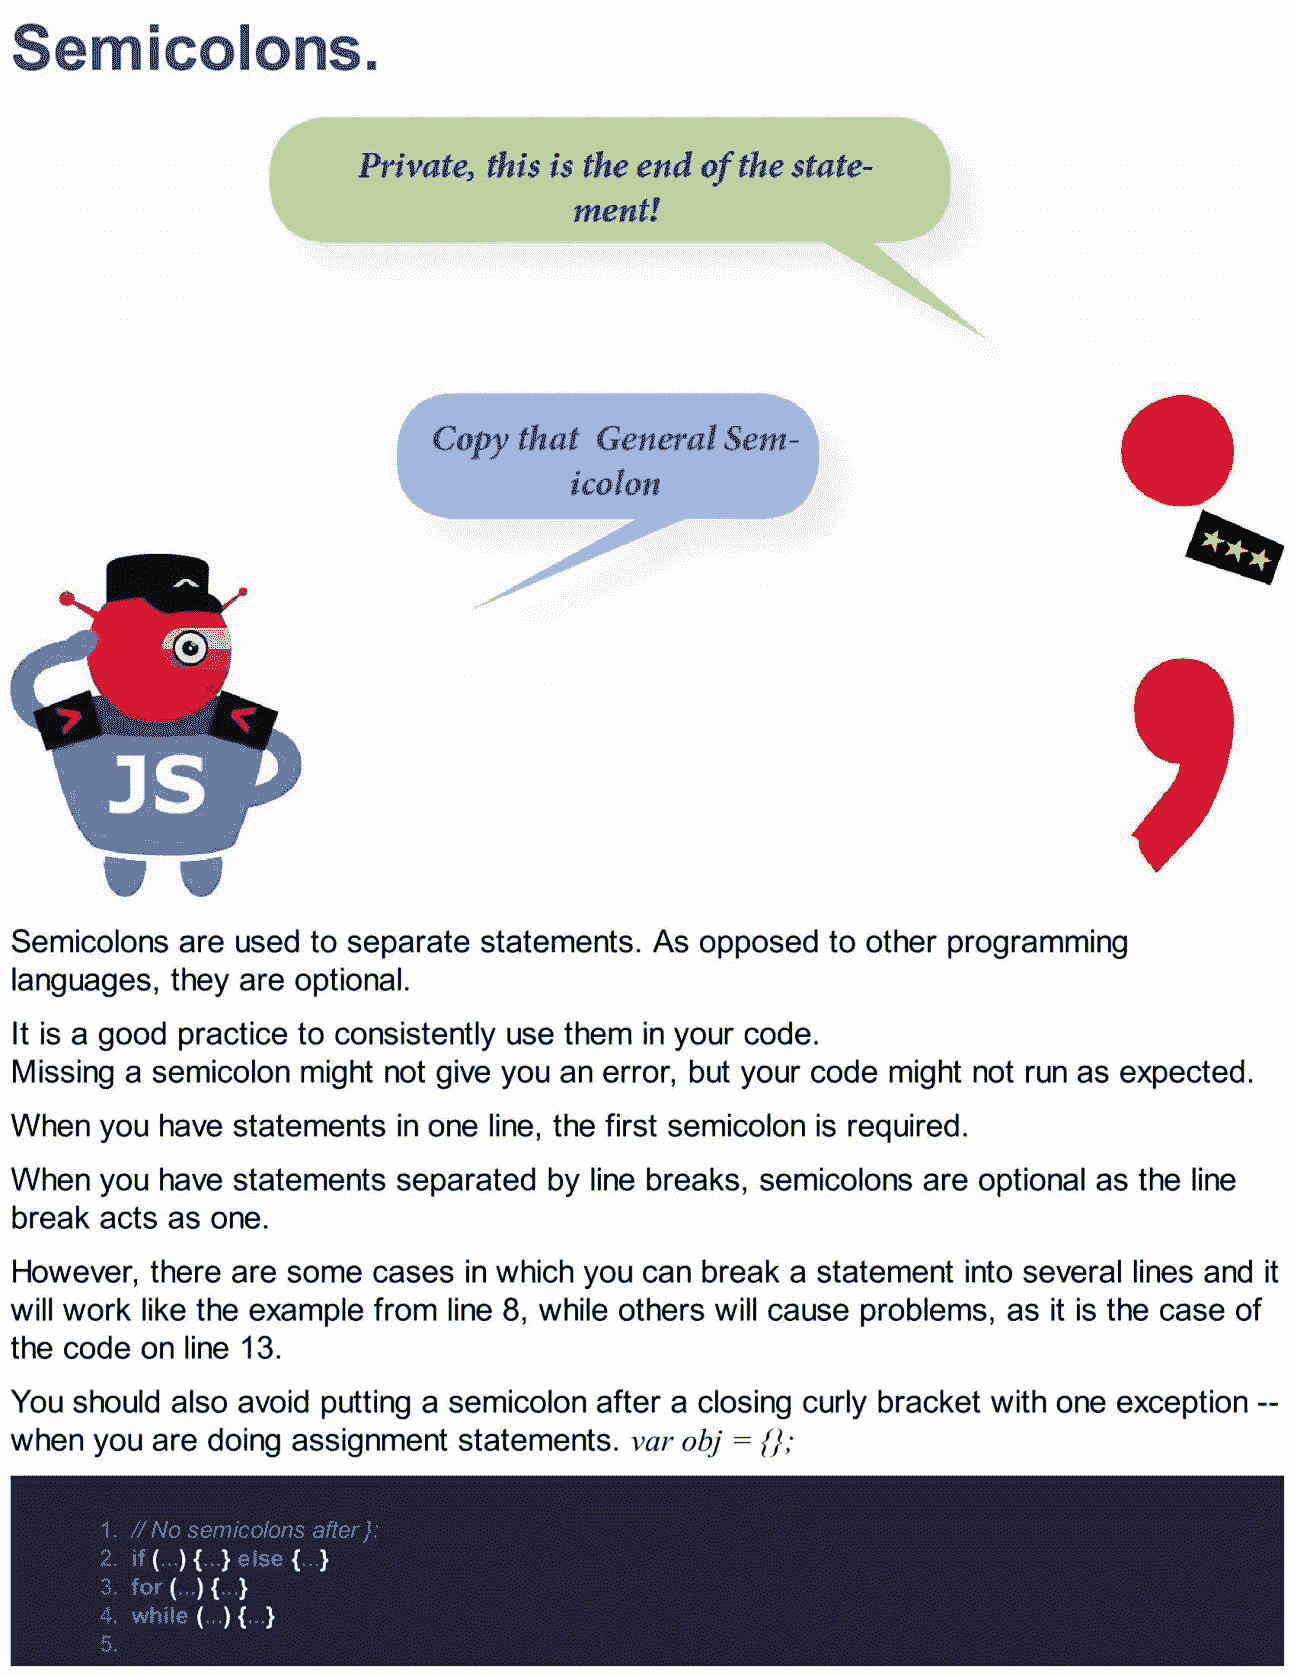 Semicolons.
Private, this is the end of the state-
ment!
Copy that  General Sem-
icolon
JS
Semicolons are used to separate statements. As opposed to other programming
languages, they are optional.
It is a good practice to consistently use them in your code.
Missing a semicolon might not give you an error, but your code might not run as expected.
When you have statements in one line, the first semicolon is required.
When you have statements separated by line breaks, semicolons are optional as the line
break acts as one.
However, there are some cases in which you can break a statement into several lines and it
will work like the example from line 8, while others will cause problems, as it is the case of
the code on line 13.
You should also avoid putting a semicolon after a closing curly bracket with one exception --
when you are doing assignment statements. var obj = {};
1. // No semicolons after }:
2. if (...) {...} else {...}
3. for (...) {...}
4. while (...) {...}
5.